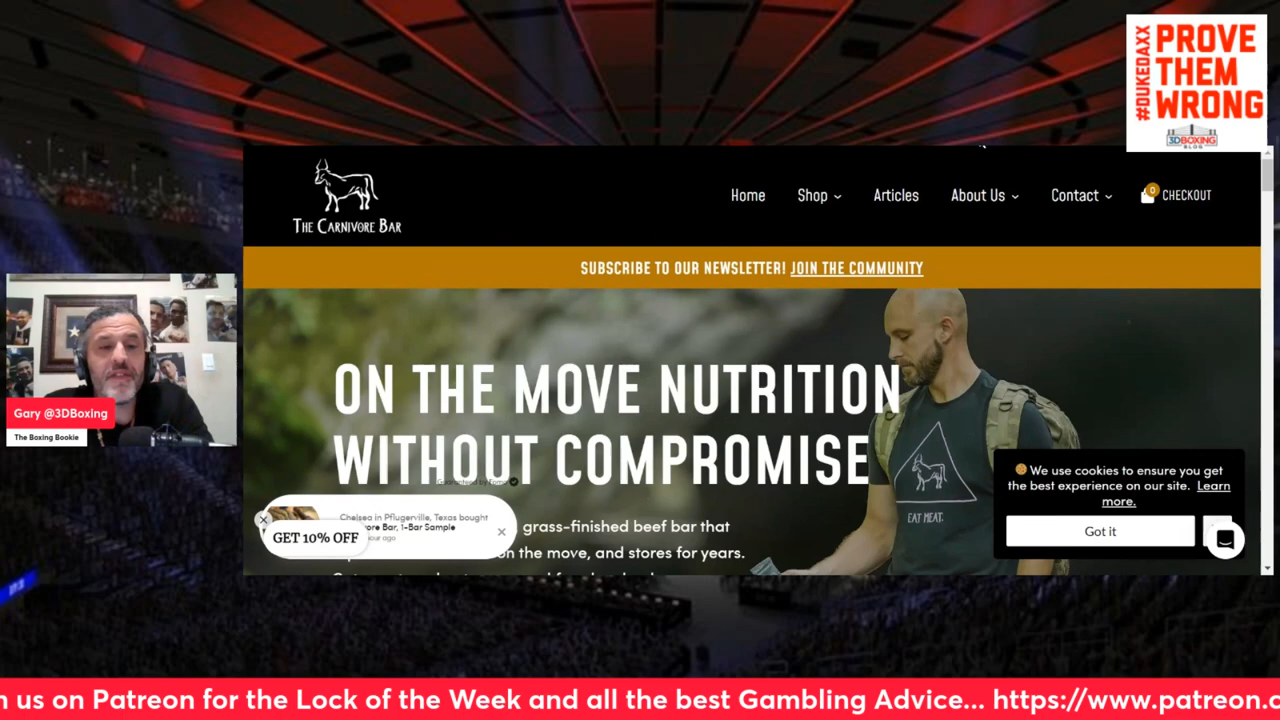 #DUKEDAXX
PROVE
THEM
WRONG
3DBOXING
BLOG
THE CARNIVORE BAR
Home
Shop
Articles
About Us
Contact
0
CHECKOUT
SUBSCRIBE TO OUR NEWSLETTER! JOIN THE COMMUNITY
ON THE MOVE NUTRITION
WITHOUT COMPROMISE
EAT MEAT.
Gary @3DBoxing
The Boxing Bookie
Guaranteed by
Chelsea in Pflugerville, Texas bought
Bar, 1-Bar Sample
ago
GET 10% OFF
grass-finished beef bar that
on the move, and stores for years.
We use cookies to ensure you get
the best experience on our site. Learn
more.
Got it
us on Patreon for the Lock of the Week and all the best Gambling Advice... https://www.patreon.c